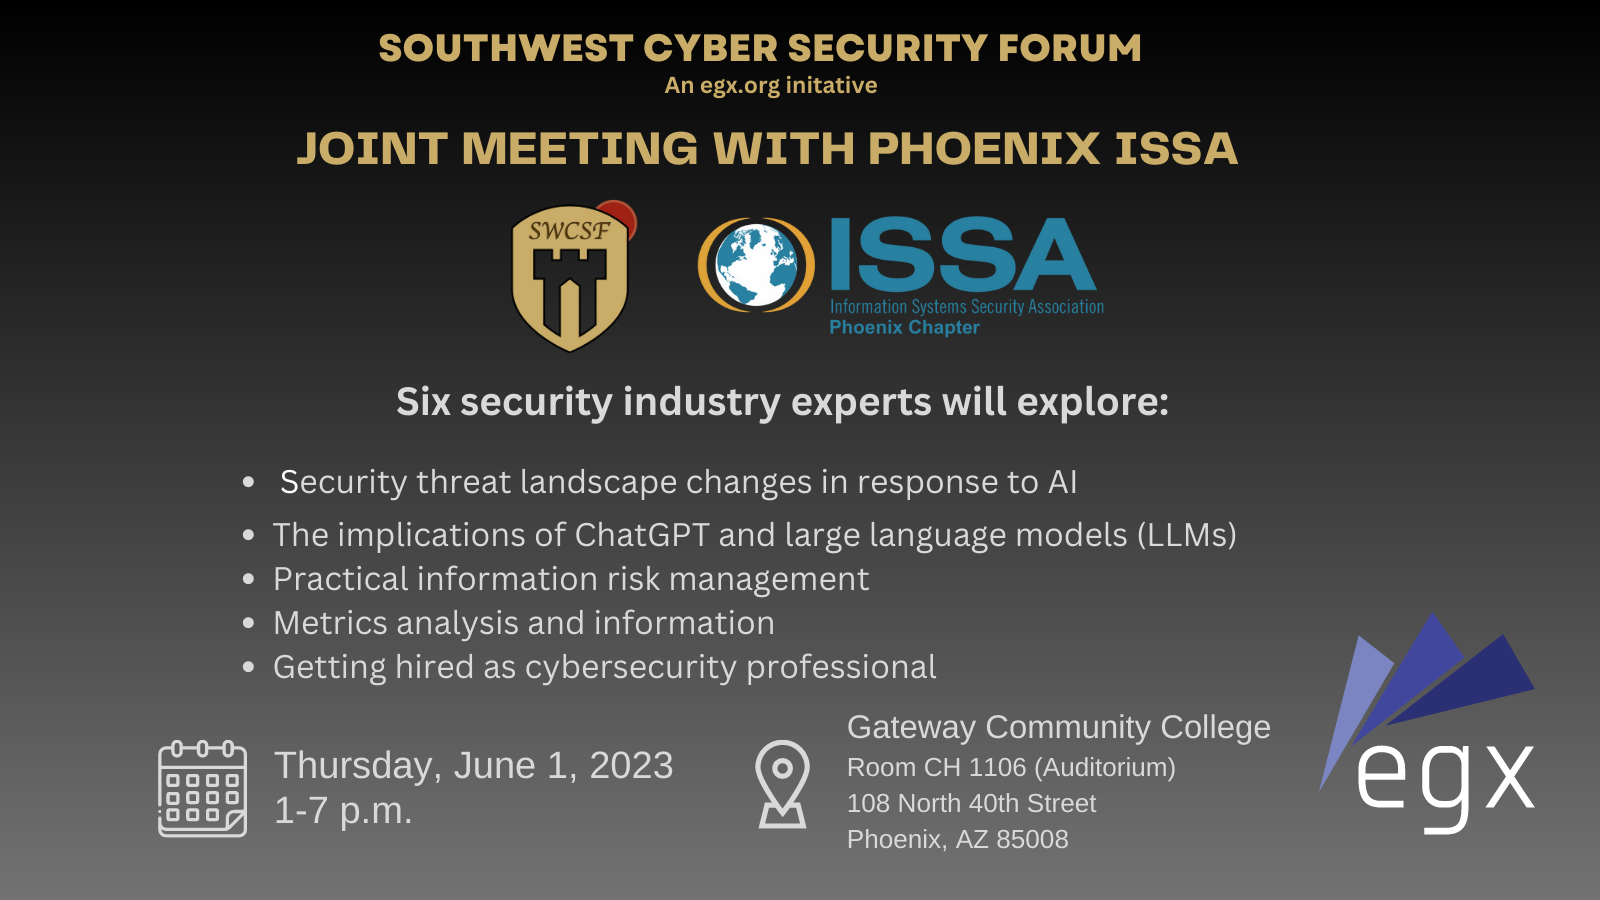 SOUTHWEST CYBER SECURITY FORUM
An egx.org initative
JOINT MEETING WITH PHOENIX ISSA
SWCSF
ISSA
Information Systems Security Association
Phoenix Chapter
Six security industry experts will explore:
• Security threat landscape changes in response to AI
• The implications of ChatGPT and large language models (LLMs)
• Practical information risk management
• Metrics analysis and information
• Getting hired as cybersecurity professional
Thursday, June 1, 2023
1-7 p.m.
Gateway Community College
Room CH 1106 (Auditorium)
108 North 40th Street
Phoenix, AZ 85008
egx